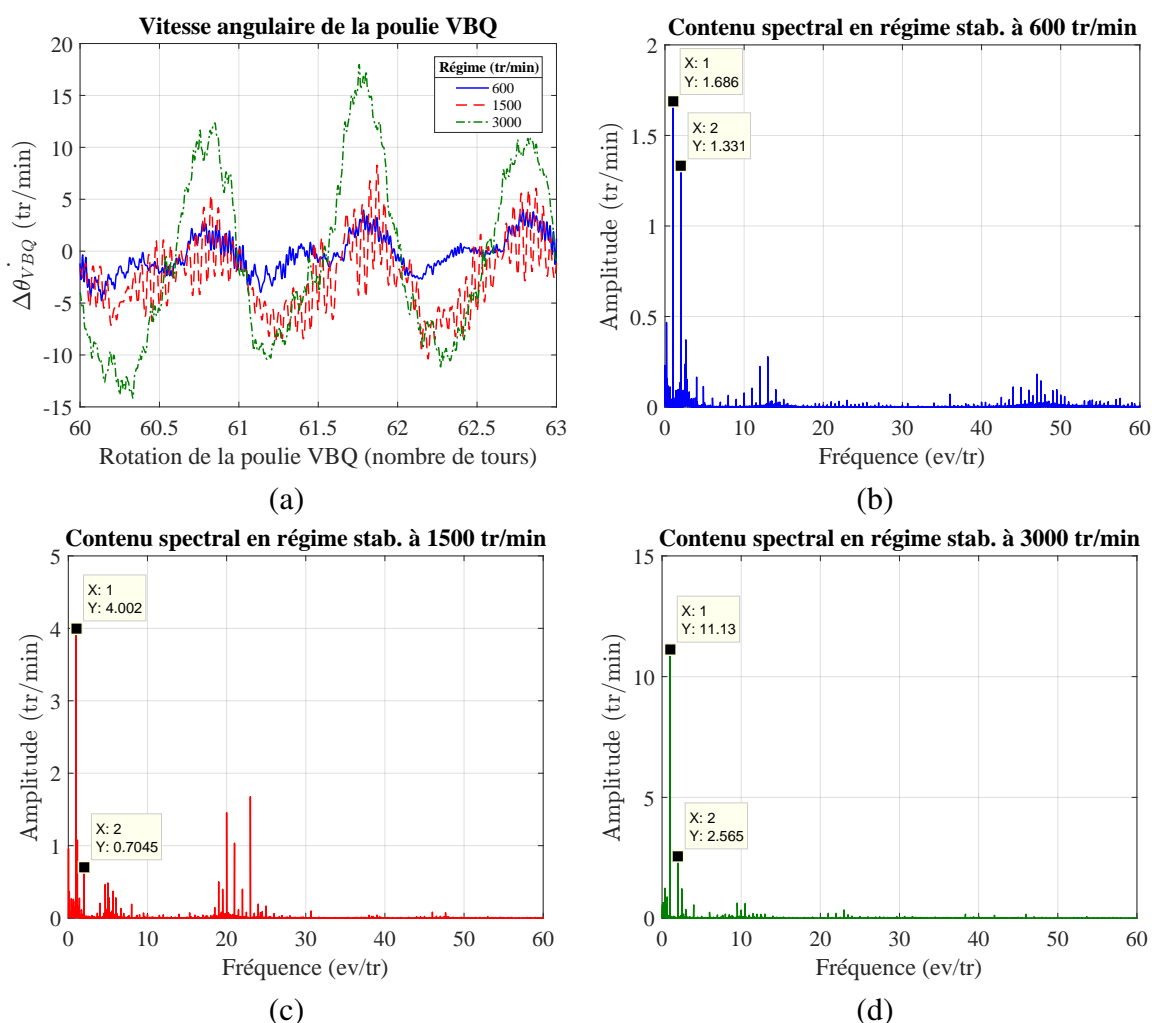 Vitesse angulaire de la poulie VBQ
20
15
10
5
0
-5
-10
-15
60
60.5
61
61.5
62
62.5
63
Δθ̇VBQ (tr/min)
Rotation de la poulie VBQ (nombre de tours)
Régime (tr/min)
600
1500
3000
(a)
Contenu spectral en régime stab. à 600 tr/min
2
1.5
1
0.5
0
0
10
20
30
40
50
60
Amplitude (tr/min)
Fréquence (ev/tr)
X: 1
Y: 1.686
X: 2
Y: 1.331
(b)
Contenu spectral en régime stab. à 1500 tr/min
5
4
3
2
1
0
0
10
20
30
40
50
60
Amplitude (tr/min)
Fréquence (ev/tr)
X: 1
Y: 4.002
X: 2
Y: 0.7045
(c)
Contenu spectral en régime stab. à 3000 tr/min
15
10
5
0
0
10
20
30
40
50
60
Amplitude (tr/min)
Fréquence (ev/tr)
X: 1
Y: 11.13
X: 2
Y: 2.565
(d)